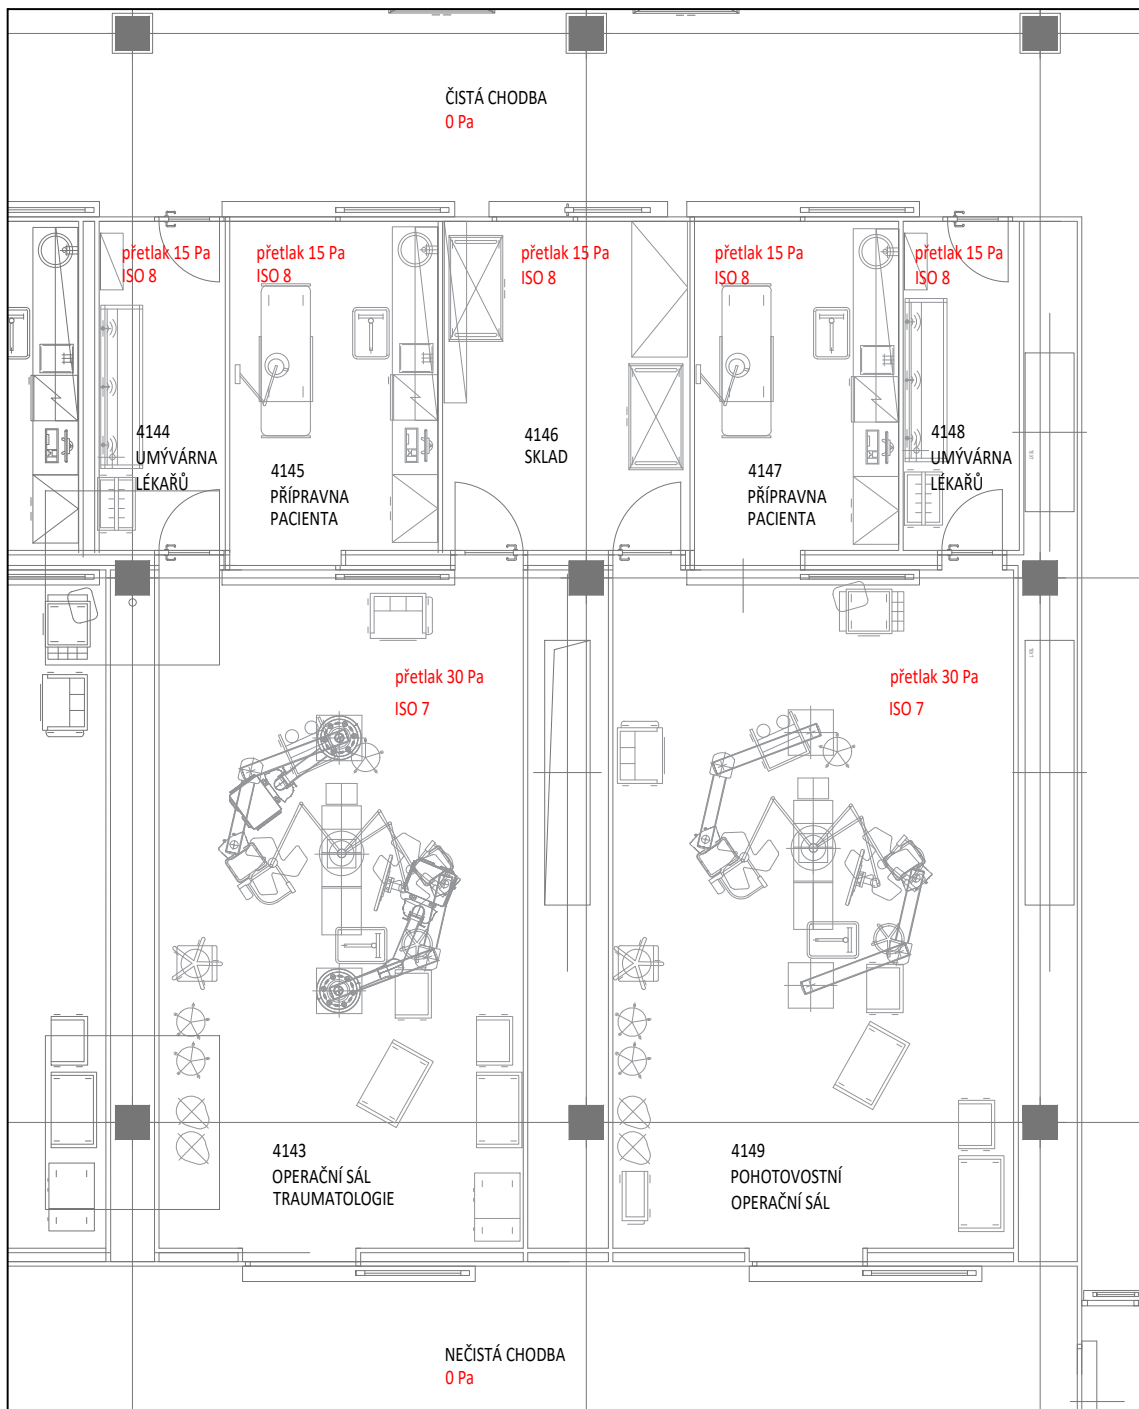 ČISTÁ CHODBA
0 Pa
přetlak 15 Pa
ISO 8
přetlak 15 Pa
ISO 8
přetlak 15 Pa
ISO 8
přetlak 15 Pa
ISO 8
přetlak 15 Pa
ISO 8
4144
UMÝVÁRNA
LÉKAŘŮ
4145
PŘÍPRAVNA
PACIENTA
4146
SKLAD
4147
PŘÍPRAVNA
PACIENTA
4148
UMÝVÁRNA
LÉKAŘŮ
přetlak 30 Pa
ISO 7
přetlak 30 Pa
ISO 7
4143
OPERAČNÍ SÁL
TRAUMATOLOGIE
4149
POHOTOVOSTNÍ
OPERAČNÍ SÁL
NEČISTÁ CHODBA
0 Pa